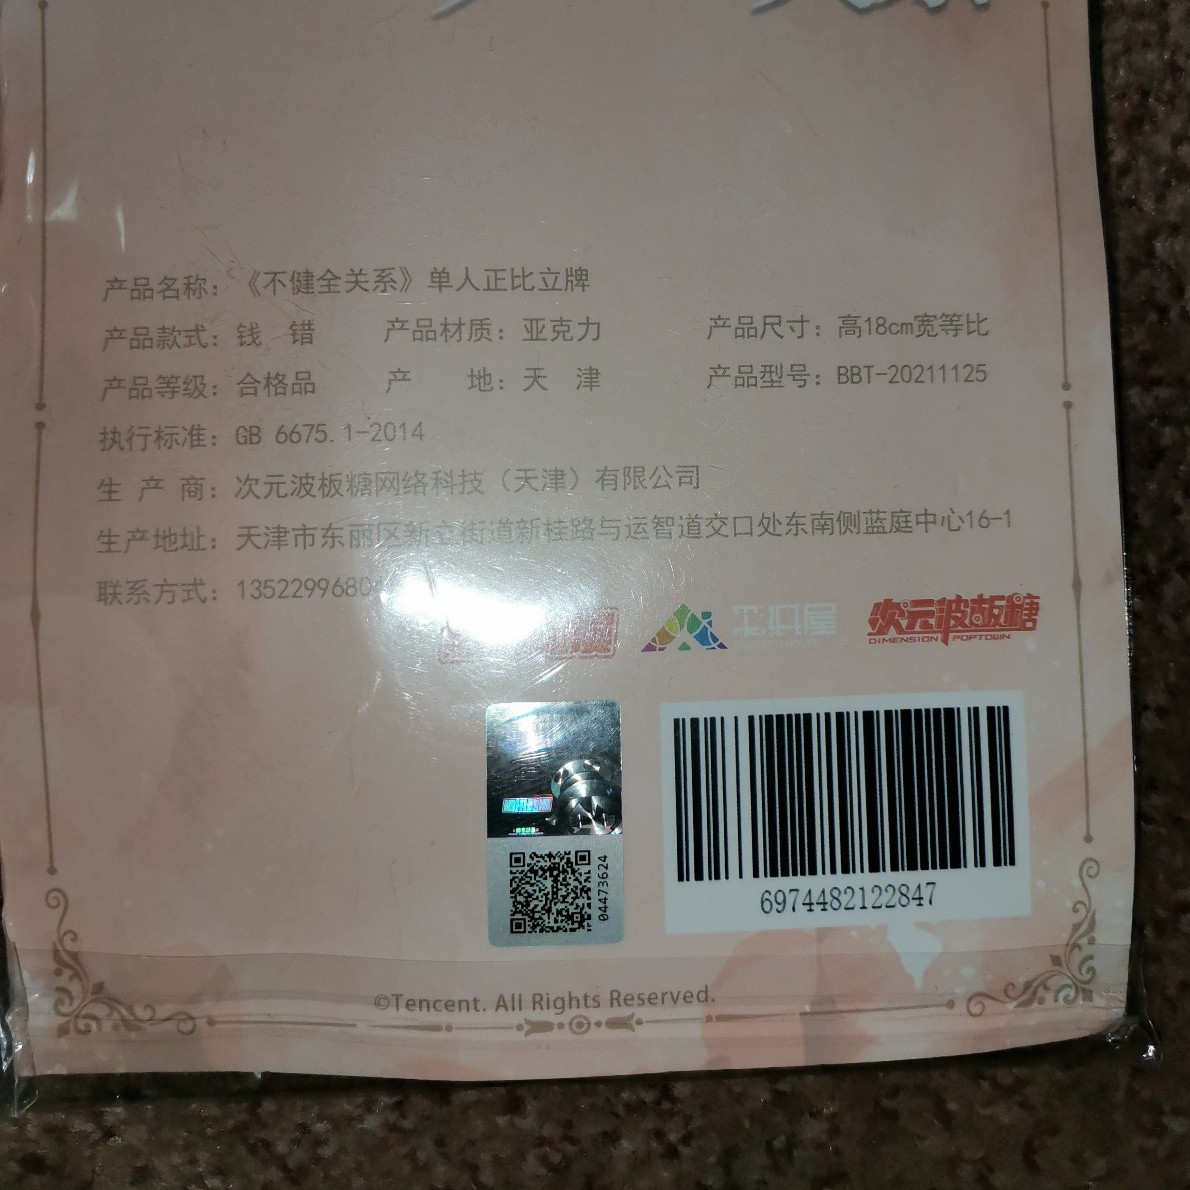 产品名称：《不健全关系》单人正比立牌
产品款式：钱 错 产品材质：亚克力 产品尺寸：高18cm宽等比
产品等级：合格品 产 地：天 津 产品型号：BBT-20211125
执行标准：GB 6675.1-2014
生 产 商：次元波板糖网络科技（天津）有限公司
生产地址：天津市东丽区新立街道新桂路与运智道交口处东南侧蓝庭中心16-1
联系方式：1352299680
次元波板糖
DIMENSION POPTOWN
04473624
6974482122847
©Tencent. All Rights Reserved.